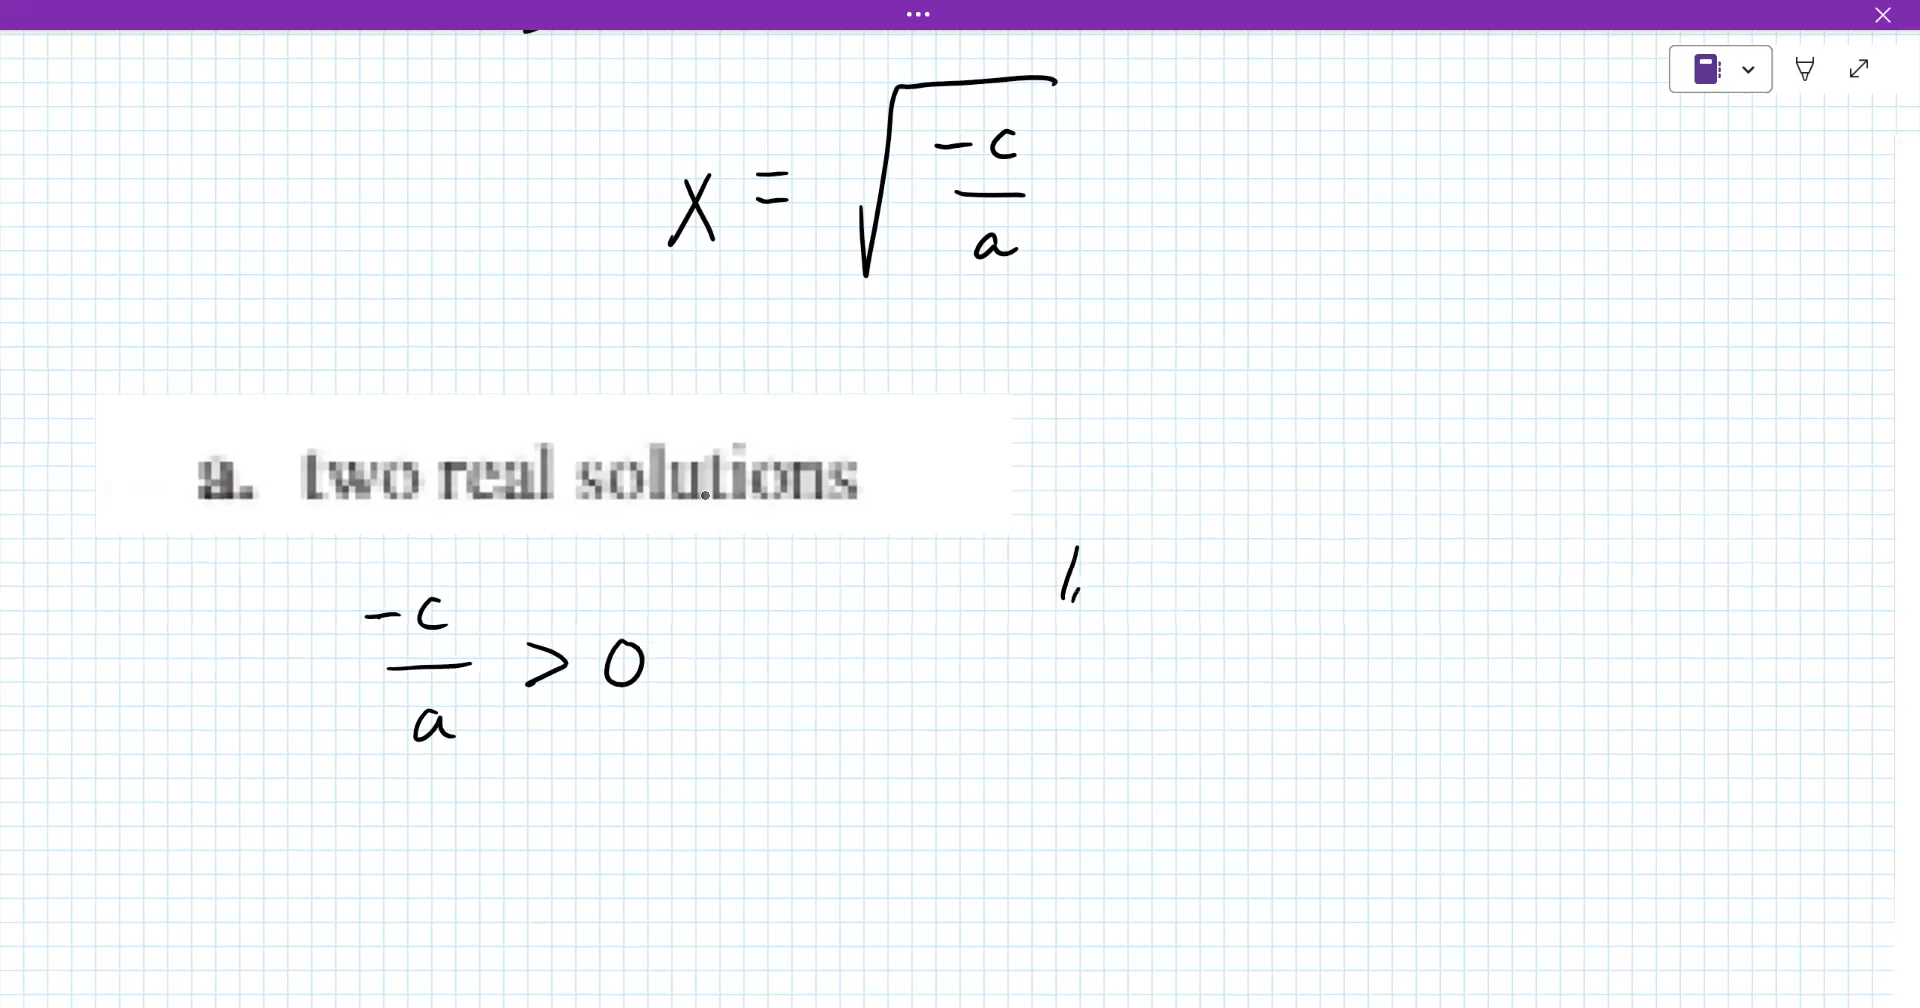 x = √(-c/a)
a. two real solutions
-c/a > 0